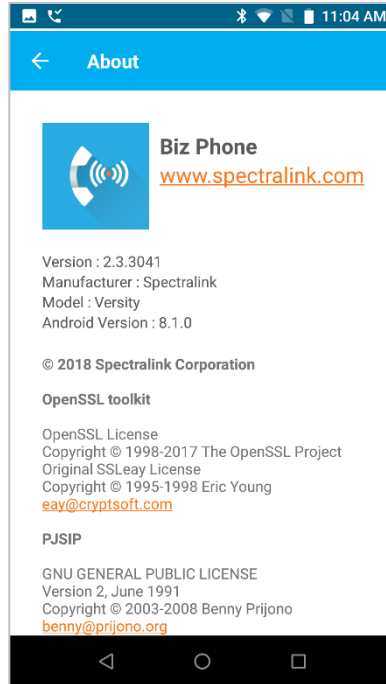 11:04 AM
About
Biz Phone
www.spectralink.com
Version : 2.3.3041
Manufacturer : Spectralink
Model : Versity
Android Version : 8.1.0
© 2018 Spectralink Corporation
OpenSSL toolkit
OpenSSL License
Copyright © 1998-2017 The OpenSSL Project
Original SSLeay License
Copyright © 1995-1998 Eric Young
eay@cryptsoft.com
PJSIP
GNU GENERAL PUBLIC LICENSE
Version 2, June 1991
Copyright © 2003-2008 Benny Prijono
benny@prijono.org